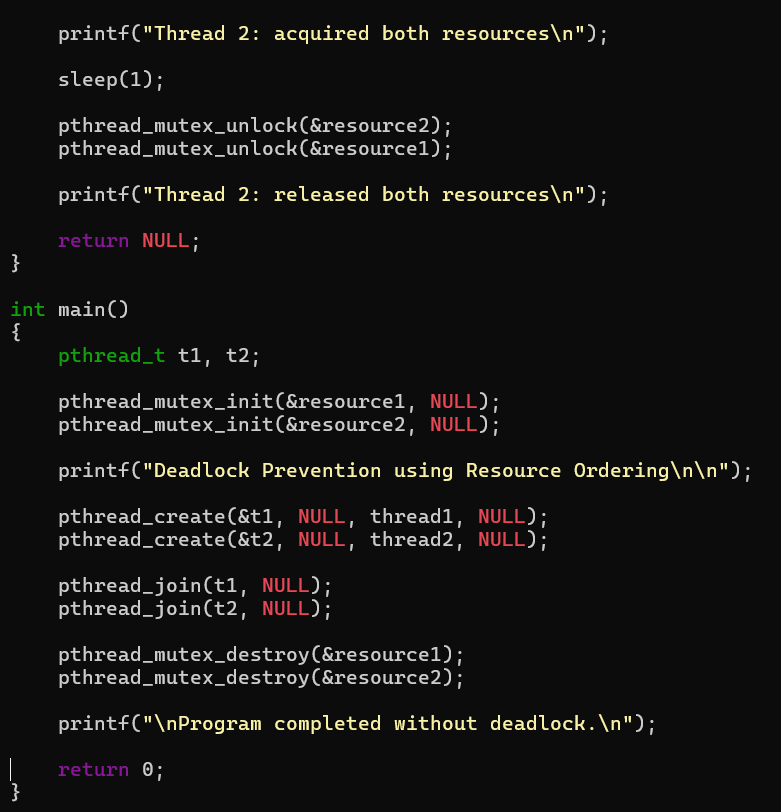 printf("Thread 2: acquired both resources\n");

    sleep(1);

    pthread_mutex_unlock(&resource2);
    pthread_mutex_unlock(&resource1);

    printf("Thread 2: released both resources\n");

    return NULL;
}

int main()
{
    pthread_t t1, t2;

    pthread_mutex_init(&resource1, NULL);
    pthread_mutex_init(&resource2, NULL);

    printf("Deadlock Prevention using Resource Ordering\n\n");

    pthread_create(&t1, NULL, thread1, NULL);
    pthread_create(&t2, NULL, thread2, NULL);

    pthread_join(t1, NULL);
    pthread_join(t2, NULL);

    pthread_mutex_destroy(&resource1);
    pthread_mutex_destroy(&resource2);

    printf("\nProgram completed without deadlock.\n");

    return 0;
}